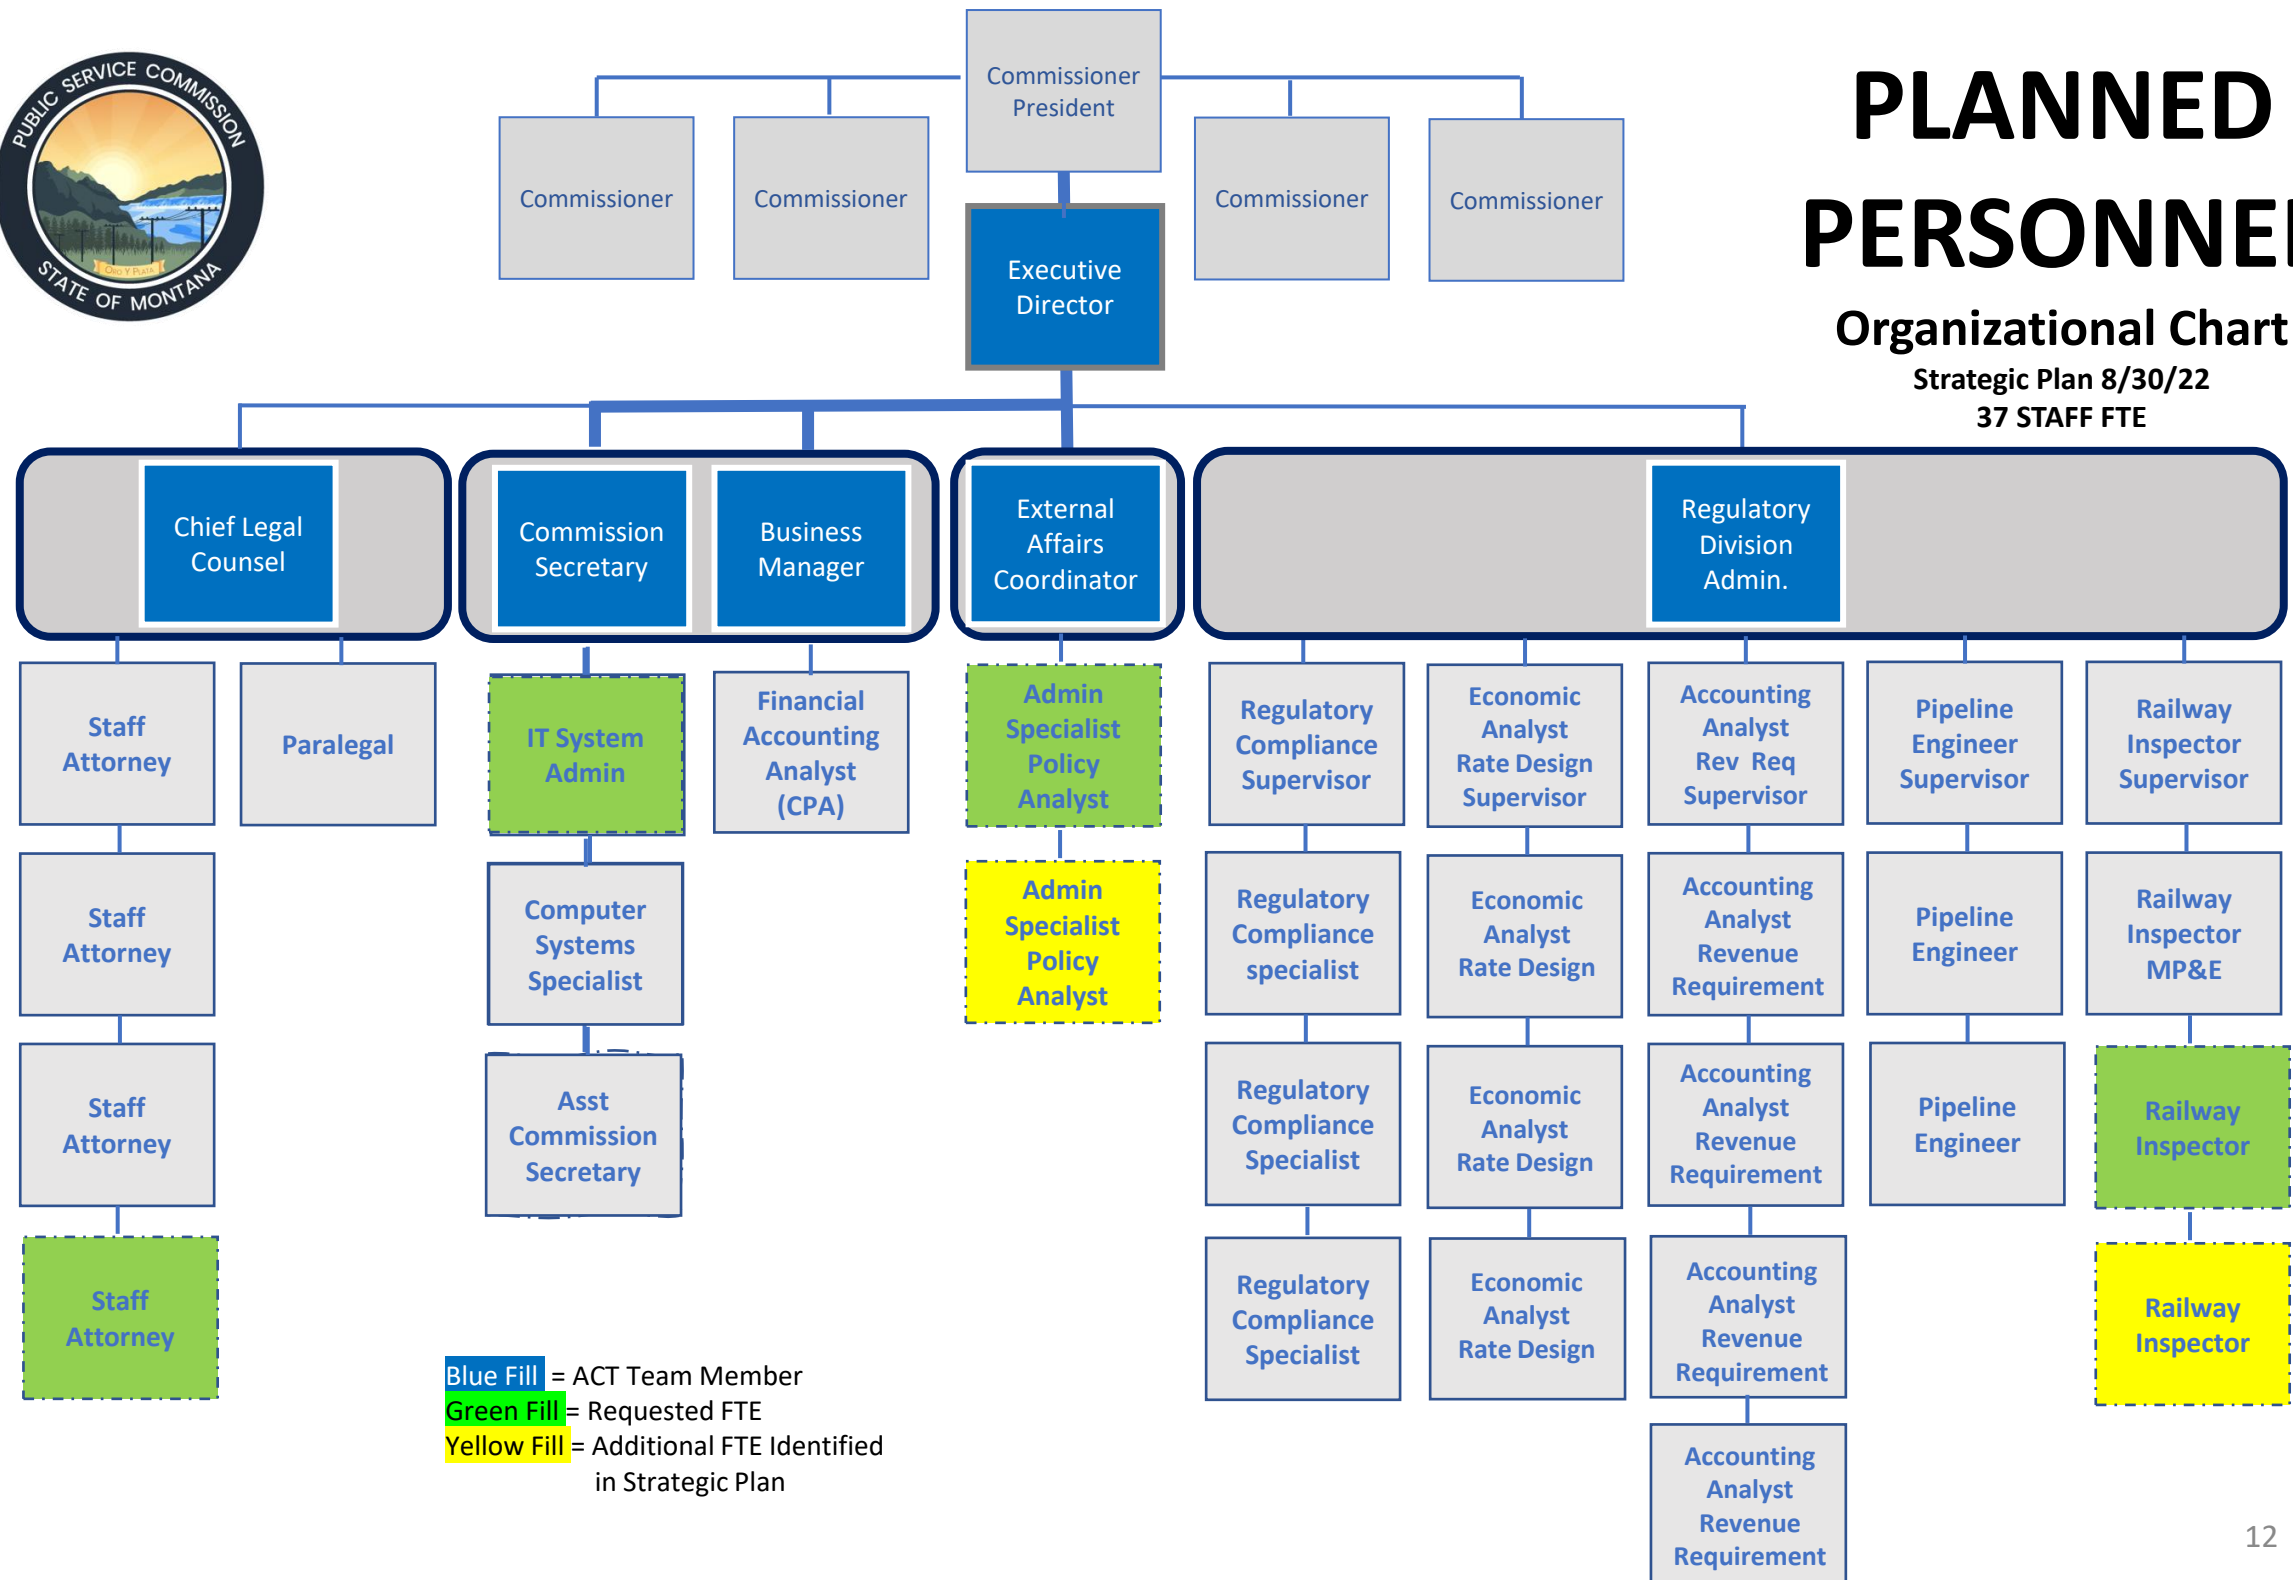 PUBLIC SERVICE COMMISSION
STATE OF MONTANA
ORO Y PLATA
PLANNED
PERSONNEL
Organizational Chart
Strategic Plan 8/30/22
37 STAFF FTE
Commissioner
President
Commissioner
Commissioner
Commissioner
Commissioner
Executive
Director
Chief Legal
Counsel
Commission
Secretary
Business
Manager
External
Affairs
Coordinator
Regulatory
Division
Admin.
Staff
Attorney
Paralegal
IT System
Admin
Financial
Accounting
Analyst
(CPA)
Admin
Specialist
Policy
Analyst
Regulatory
Compliance
Supervisor
Economic
Analyst
Rate Design
Supervisor
Accounting
Analyst
Rev Req
Supervisor
Pipeline
Engineer
Supervisor
Railway
Inspector
Supervisor
Staff
Attorney
Computer
Systems
Specialist
Admin
Specialist
Policy
Analyst
Regulatory
Compliance
specialist
Economic
Analyst
Rate Design
Accounting
Analyst
Revenue
Requirement
Pipeline
Engineer
Railway
Inspector
MP&E
Staff
Attorney
Asst
Commission
Secretary
Regulatory
Compliance
Specialist
Economic
Analyst
Rate Design
Accounting
Analyst
Revenue
Requirement
Pipeline
Engineer
Railway
Inspector
Staff
Attorney
Regulatory
Compliance
Specialist
Economic
Analyst
Rate Design
Accounting
Analyst
Revenue
Requirement
Railway
Inspector
Accounting
Analyst
Revenue
Requirement
Blue Fill = ACT Team Member
Green Fill = Requested FTE
Yellow Fill = Additional FTE Identified
in Strategic Plan
12